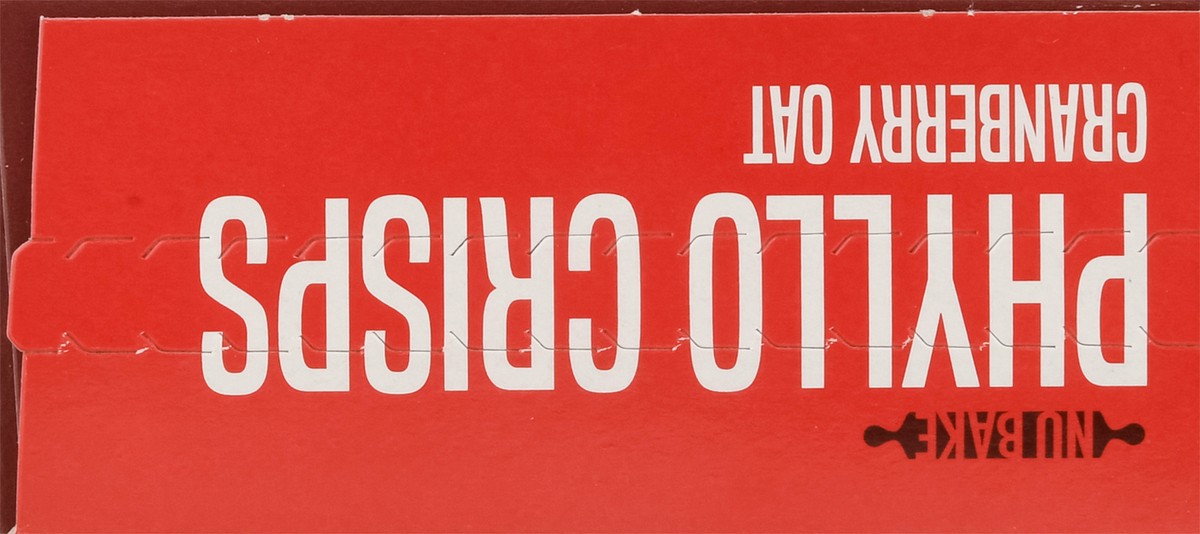 NU BAKE
PHYLLO CRISPS
CRANBERRY OAT